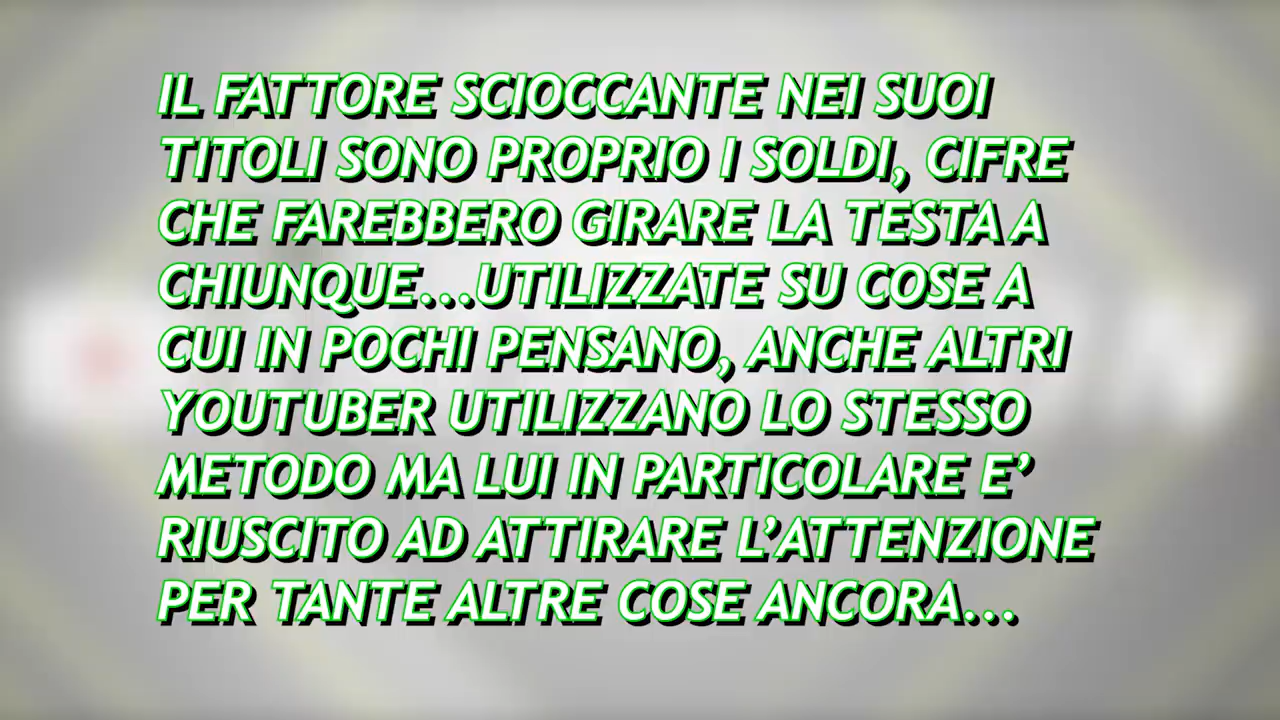 IL FATTORE SCIOCCANTE NEI SUOI
TITOLI SONO PROPRIO I SOLDI, CIFRE
CHE FAREBBERO GIRARE LA TESTA A
CHIUNQUE...UTILIZZATE SU COSE A
CUI IN POCHI PENSANO, ANCHE ALTRI
YOUTUBER UTILIZZANO LO STESSO
METODO MA LUI IN PARTICOLARE E’
RIUSCITO AD ATTIRARE L’ATTENZIONE
PER TANTE ALTRE COSE ANCORA...